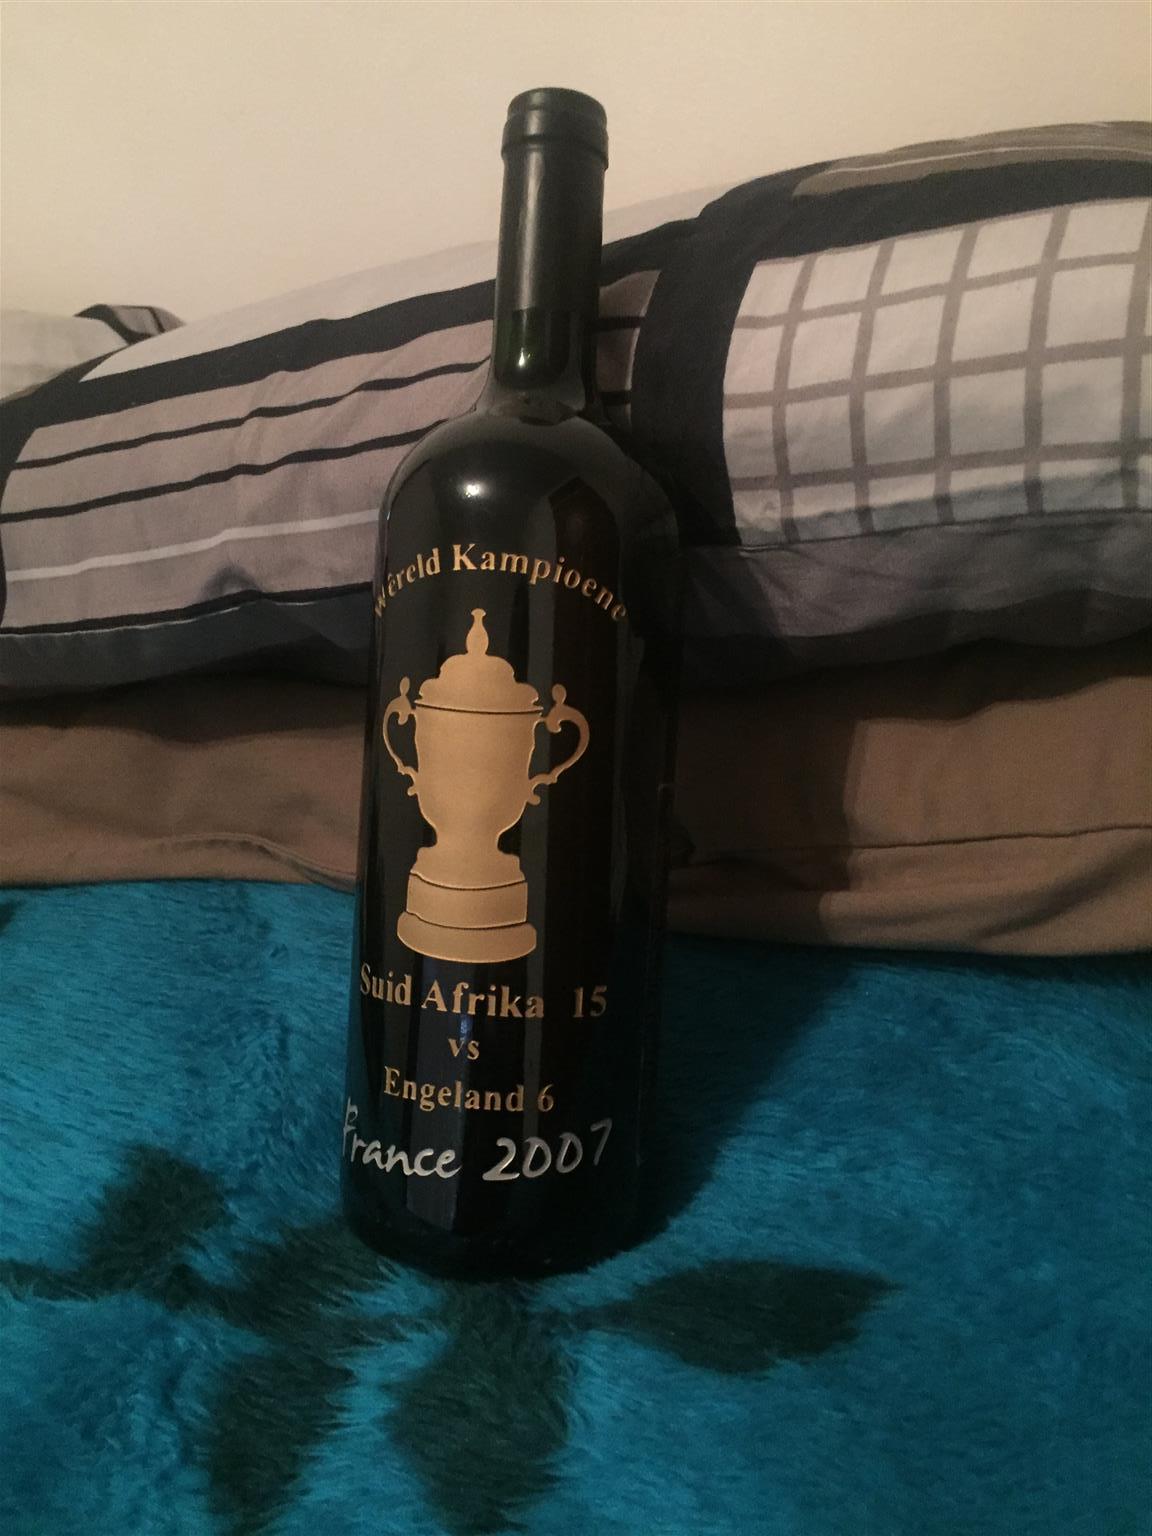 Wêreld Kampioene
Suid Afrika 15
vs
Engeland 6
France 2007